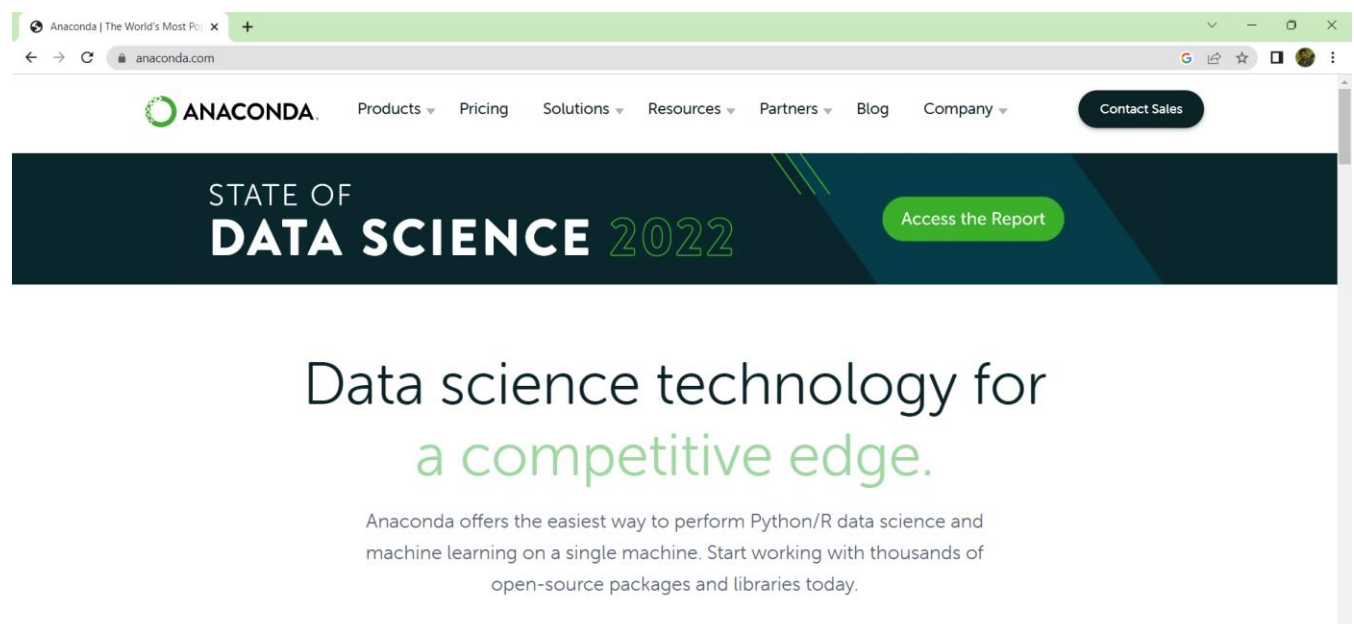 Anaconda | The World's Most Po
anaconda.com
ANACONDA.
Products
Pricing
Solutions
Resources
Partners
Blog
Company
Contact Sales
STATE OF
DATA SCIENCE 2022
Access the Report
Data science technology for
a competitive edge.
Anaconda offers the easiest way to perform Python/R data science and
machine learning on a single machine. Start working with thousands of
open-source packages and libraries today.